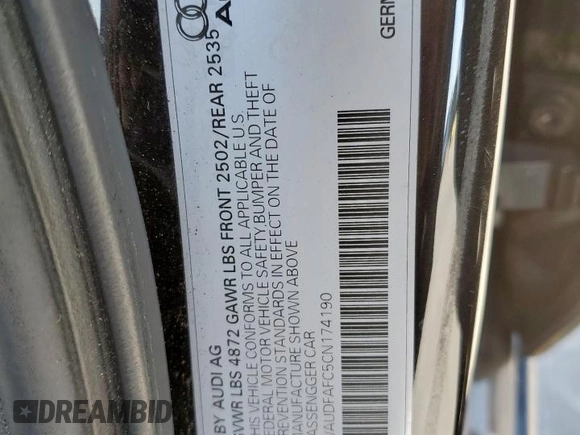 GERM
BY AUDI AG
GVWR LBS 4872 GAWR LBS FRONT 2502/REAR 2535
THIS VEHICLE CONFORMS TO ALL APPLICABLE U.S.
FEDERAL MOTOR VEHICLE SAFETY BUMPER AND THEFT
PREVENTION STANDARDS IN EFFECT ON THE DATE OF
MANUFACTURE SHOWN ABOVE
PASSENGER CAR
WAUDFAFC5CN174190
AUTOBIDMASTER